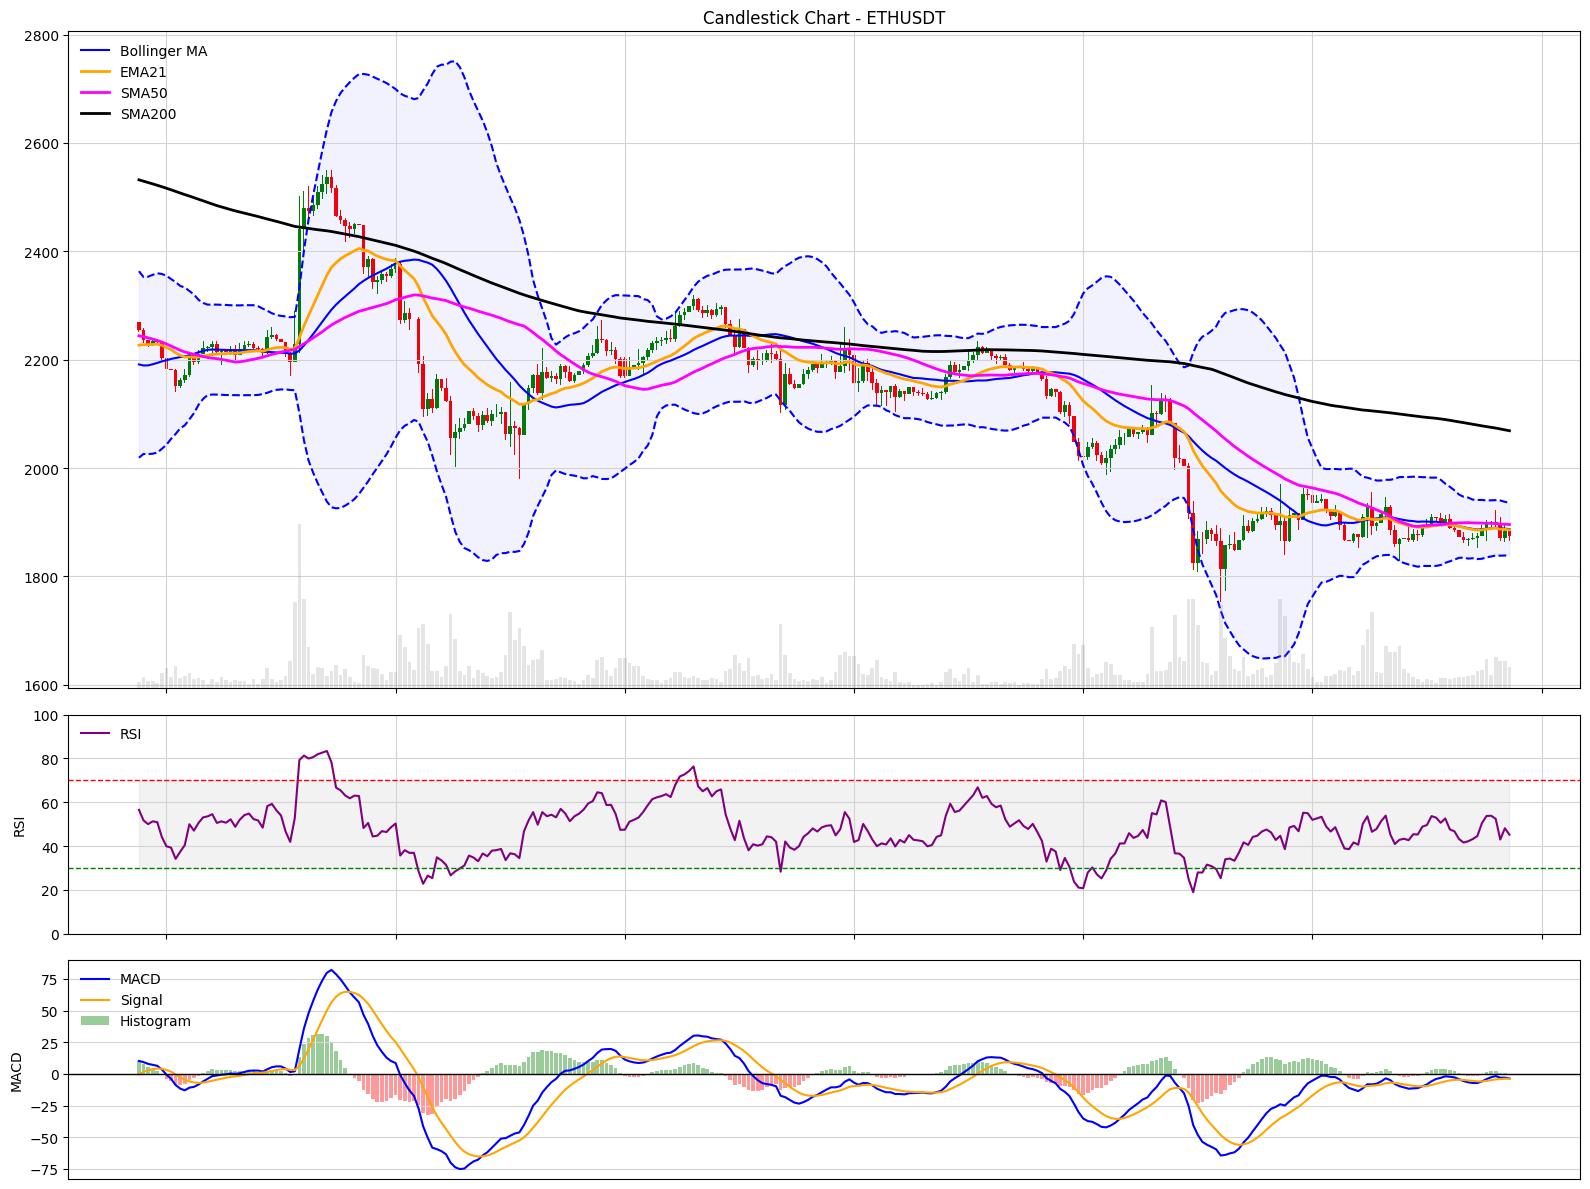 Candlestick Chart - ETHUSDT
2800
2600
2400
2200
2000
1800
1600
Bollinger MA
EMA21
SMA50
SMA200
100
80
60
40
20
0
RSI
RSI
75
50
25
0
−25
−50
−75
MACD
MACD
Signal
Histogram